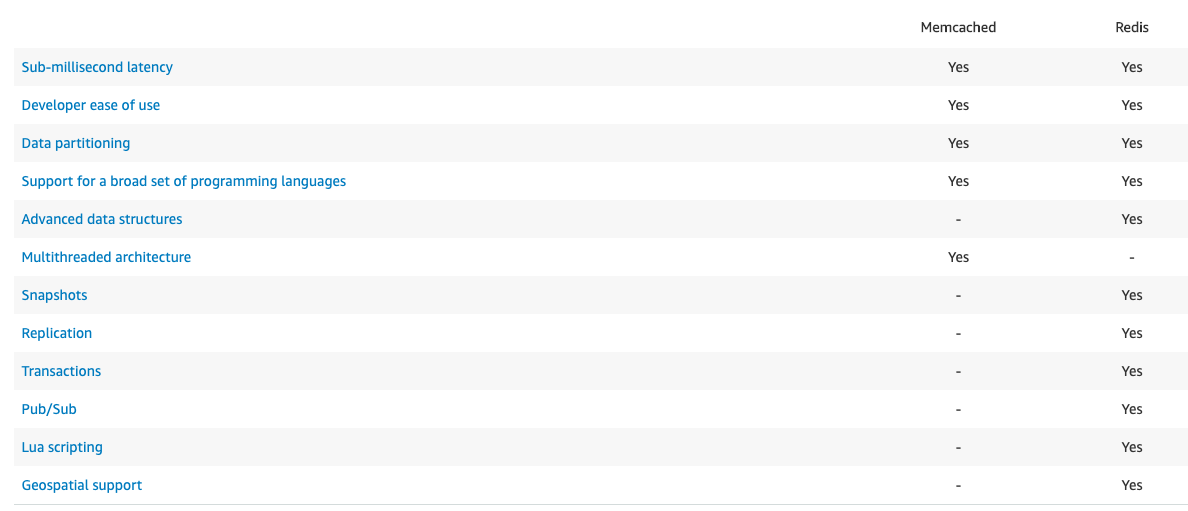 Memcached Redis
Sub-millisecond latency Yes Yes
Developer ease of use Yes Yes
Data partitioning Yes Yes
Support for a broad set of programming languages Yes Yes
Advanced data structures - Yes
Multithreaded architecture Yes -
Snapshots - Yes
Replication - Yes
Transactions - Yes
Pub/Sub - Yes
Lua scripting - Yes
Geospatial support - Yes